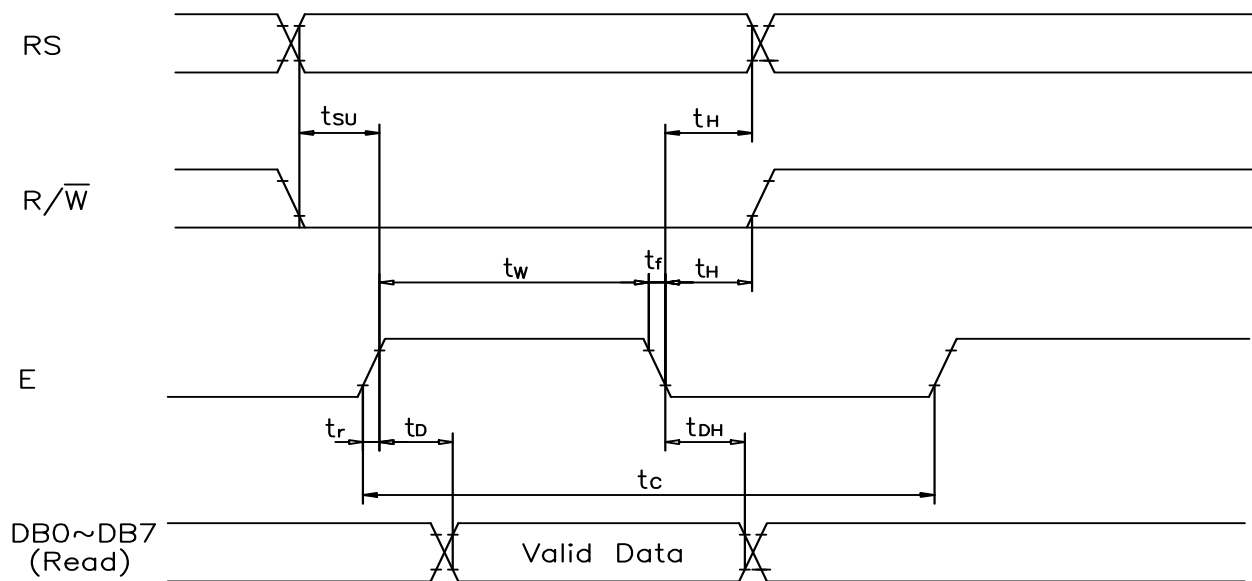 RS
tsu
tH
R/W̅
tw
tf
tH
E
tr
tD
tDH
tc
DB0~DB7
(Read)
Valid Data